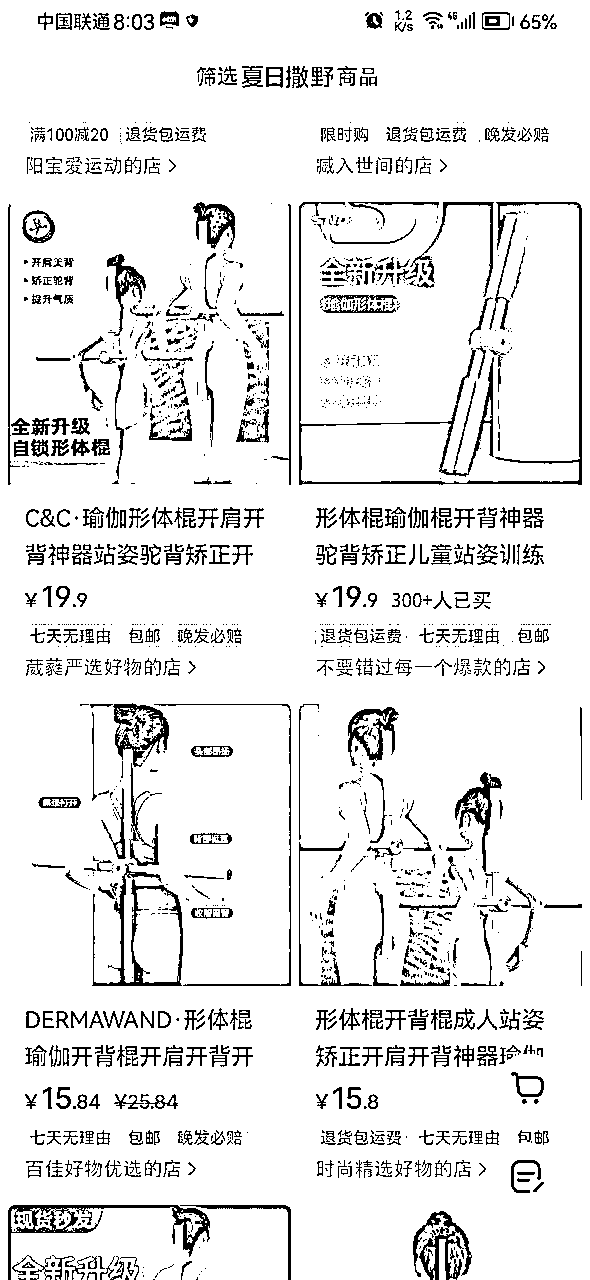 中国联通8:03
1.2 K/s
4G
65%
筛选夏日撒野商品
满100减20 退货包运费
阳宝爱运动的店
限时购 退货包运费 晚发必赔
臧入世间的店
开肩美背
矫正驼背
提升气质
全新升级
自锁形体棍
全新升级
瑜伽形体棍
C&C·瑜伽形体棍开肩开
背神器站姿驼背矫正开
¥19.9
七天无理由 包邮 晚发必赔
葳蕤严选好物的店
形体棍瑜伽棍开背神器
驼背矫正儿童站姿训练
¥19.9 300+人已买
退货包运费 七天无理由 包邮
不要错过每一个爆款的店
DERMAWAND·形体棍
瑜伽开背棍开肩开背开
¥15.84 ¥25.84
七天无理由 包邮 晚发必赔
百佳好物优选的店
形体棍开背棍成人站姿
矫正开肩开背神器瑜伽
¥15.8
退货包运费 七天无理由 包邮
时尚精选好物的店
现货秒发
全新升级